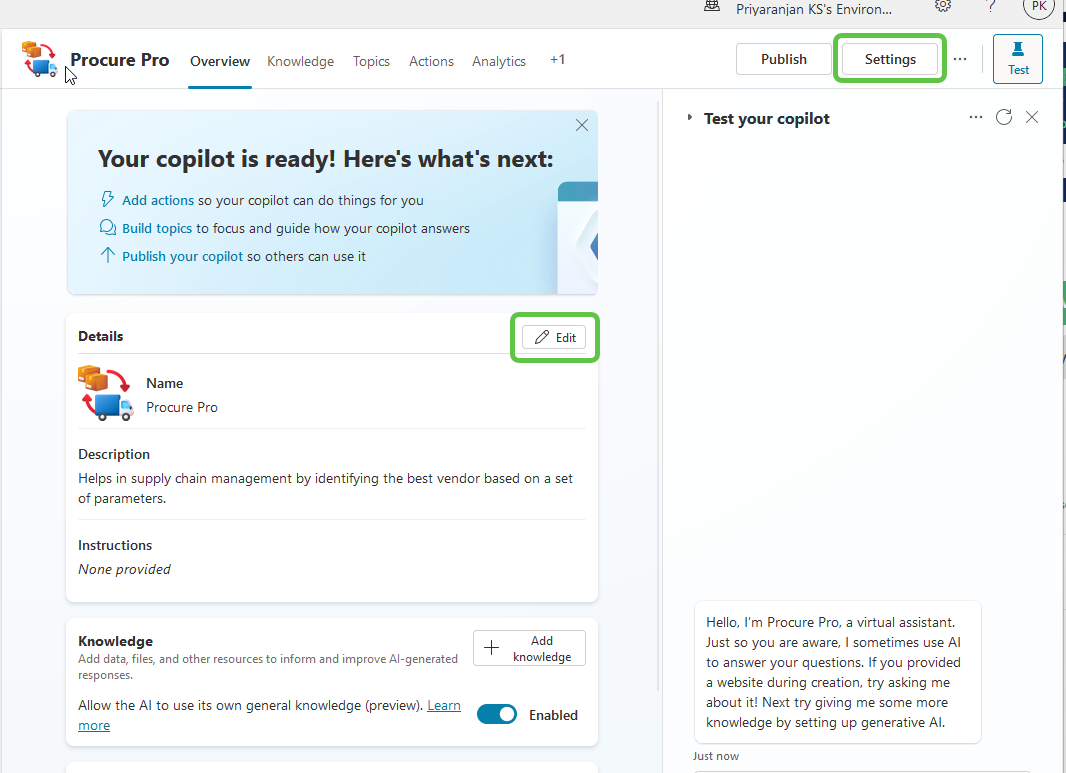 Priyaranjan KS's Environ...
?
PK
Procure Pro
Overview
Knowledge
Topics
Actions
Analytics
+1
Publish
Settings
...
Test
Your copilot is ready! Here's what's next:
Add actions so your copilot can do things for you
Build topics to focus and guide how your copilot answers
Publish your copilot so others can use it
Details
Edit
Name
Procure Pro
Description
Helps in supply chain management by identifying the best vendor based on a set
of parameters.
Instructions
None provided
Knowledge
Add data, files, and other resources to inform and improve AI-generated
responses.
Add
knowledge
Allow the AI to use its own general knowledge (preview). Learn
more
Enabled
Test your copilot
...
Hello, I'm Procure Pro, a virtual assistant.
Just so you are aware, I sometimes use AI
to answer your questions. If you provided
a website during creation, try asking me
about it! Next try giving me some more
knowledge by setting up generative AI.
Just now